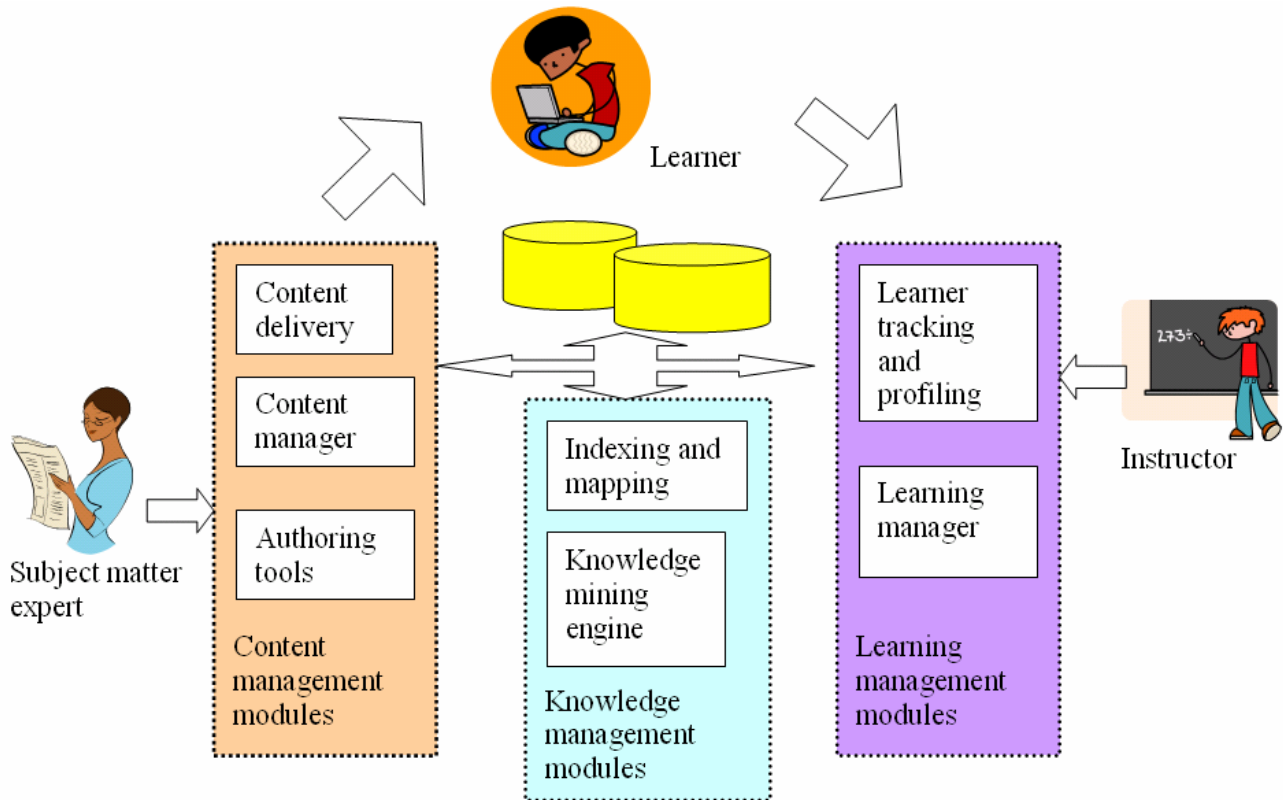 Learner
Content
delivery
Content
manager
Authoring
tools
Content
management
modules
Subject matter
expert
Indexing and
mapping
Knowledge
mining
engine
Knowledge
management
modules
Learner
tracking
and
profiling
Learning
manager
Learning
management
modules
273÷
Instructor